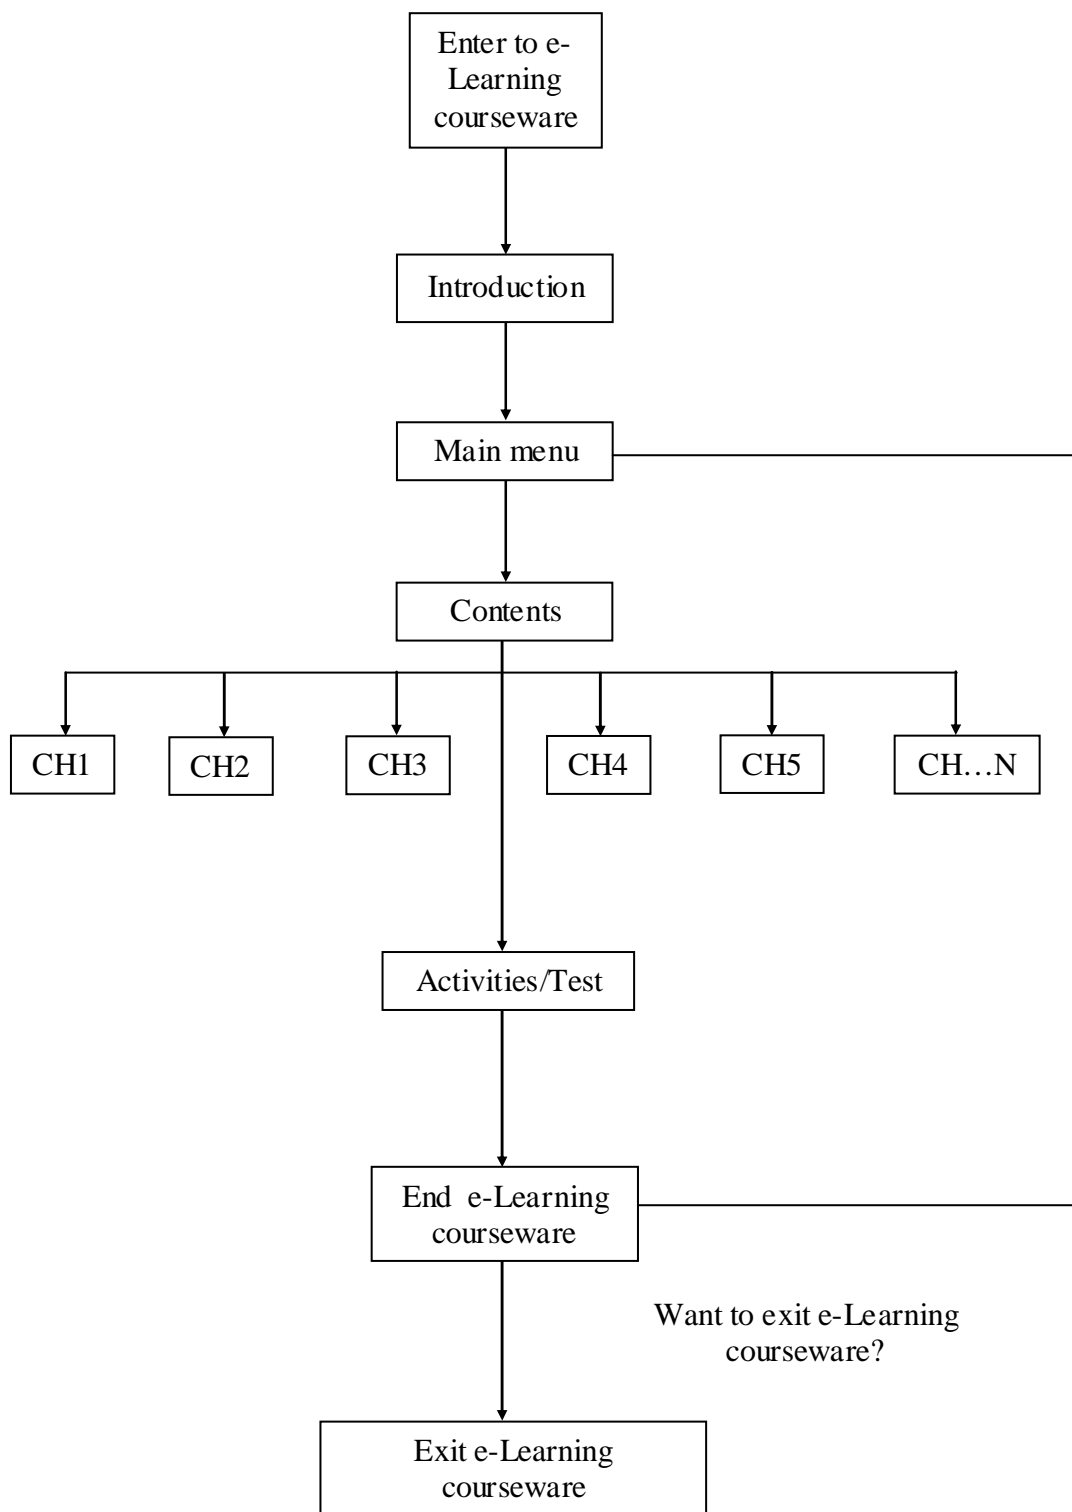 Enter to e-
Learning
courseware
Introduction
Main menu
Contents
CH1
CH2
CH3
CH4
CH5
CH…N
Activities/Test
End e-Learning
courseware
Want to exit e-Learning
courseware?
Exit e-Learning
courseware